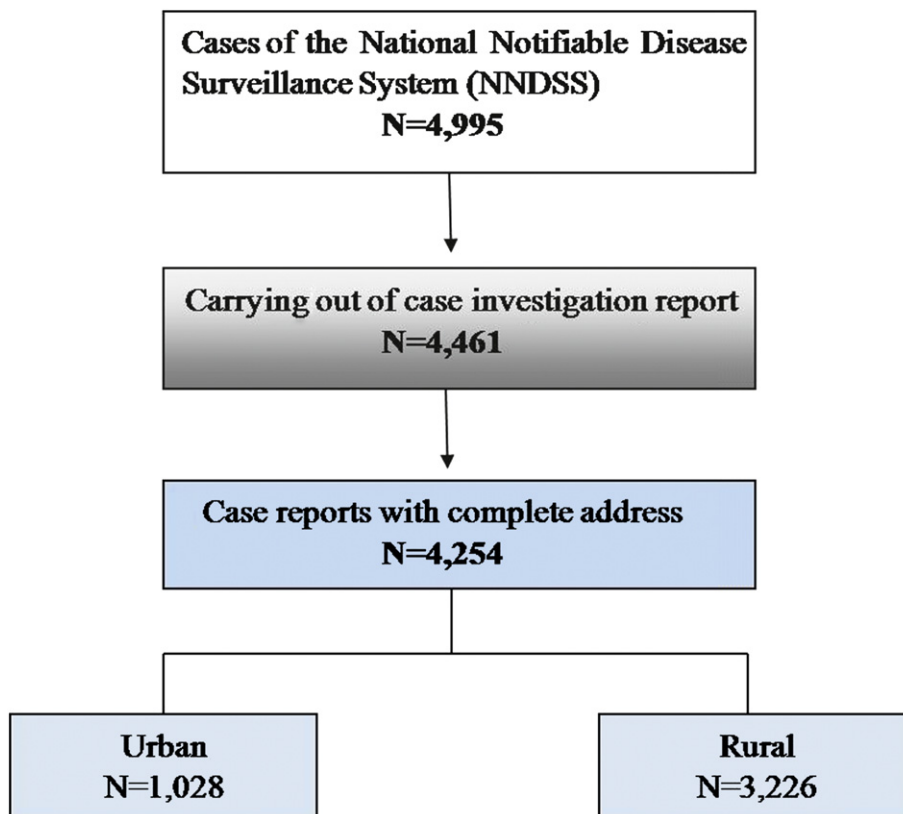 Cases of the National Notifiable Disease
Surveillance System (NNDSS)
N=4,995
Carrying out of case investigation report
N=4,461
Case reports with complete address
N=4,254
Urban
N=1,028
Rural
N=3,226